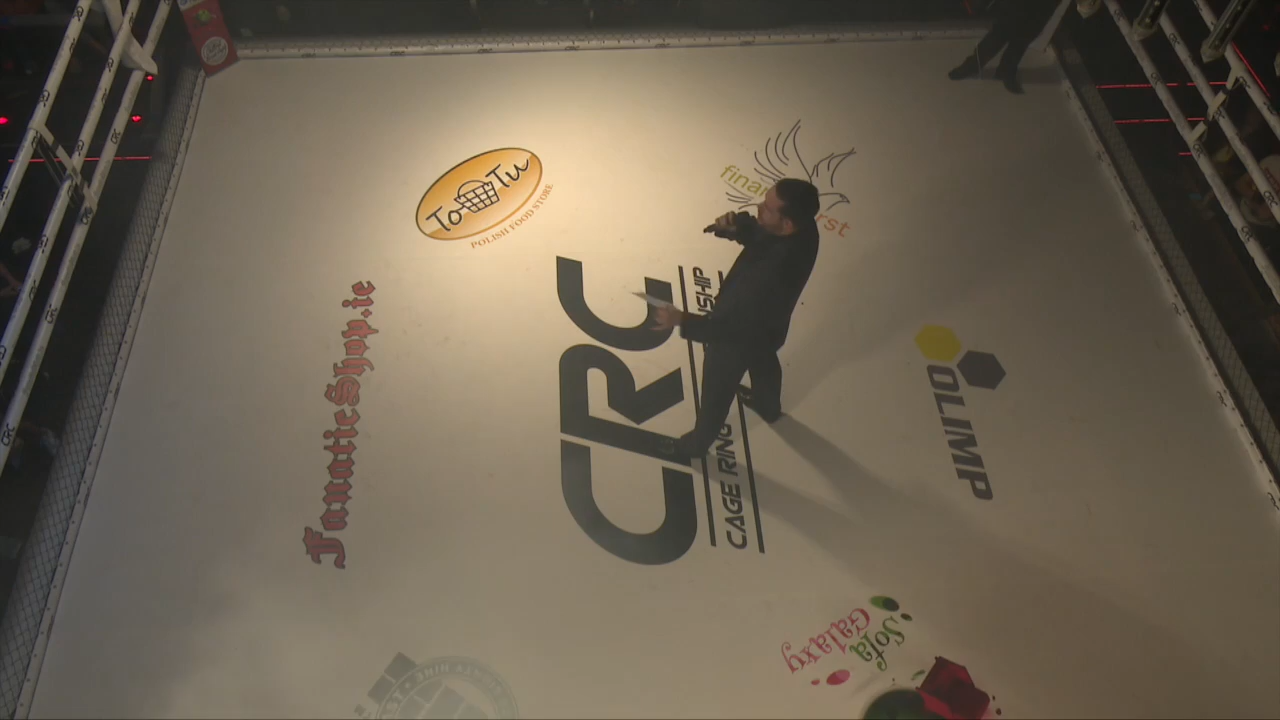 To Tu
POLISH FOOD STORE
FanaticShop.ie
CRC
CAGE RING
OLIMP
Sofa
Galaxy